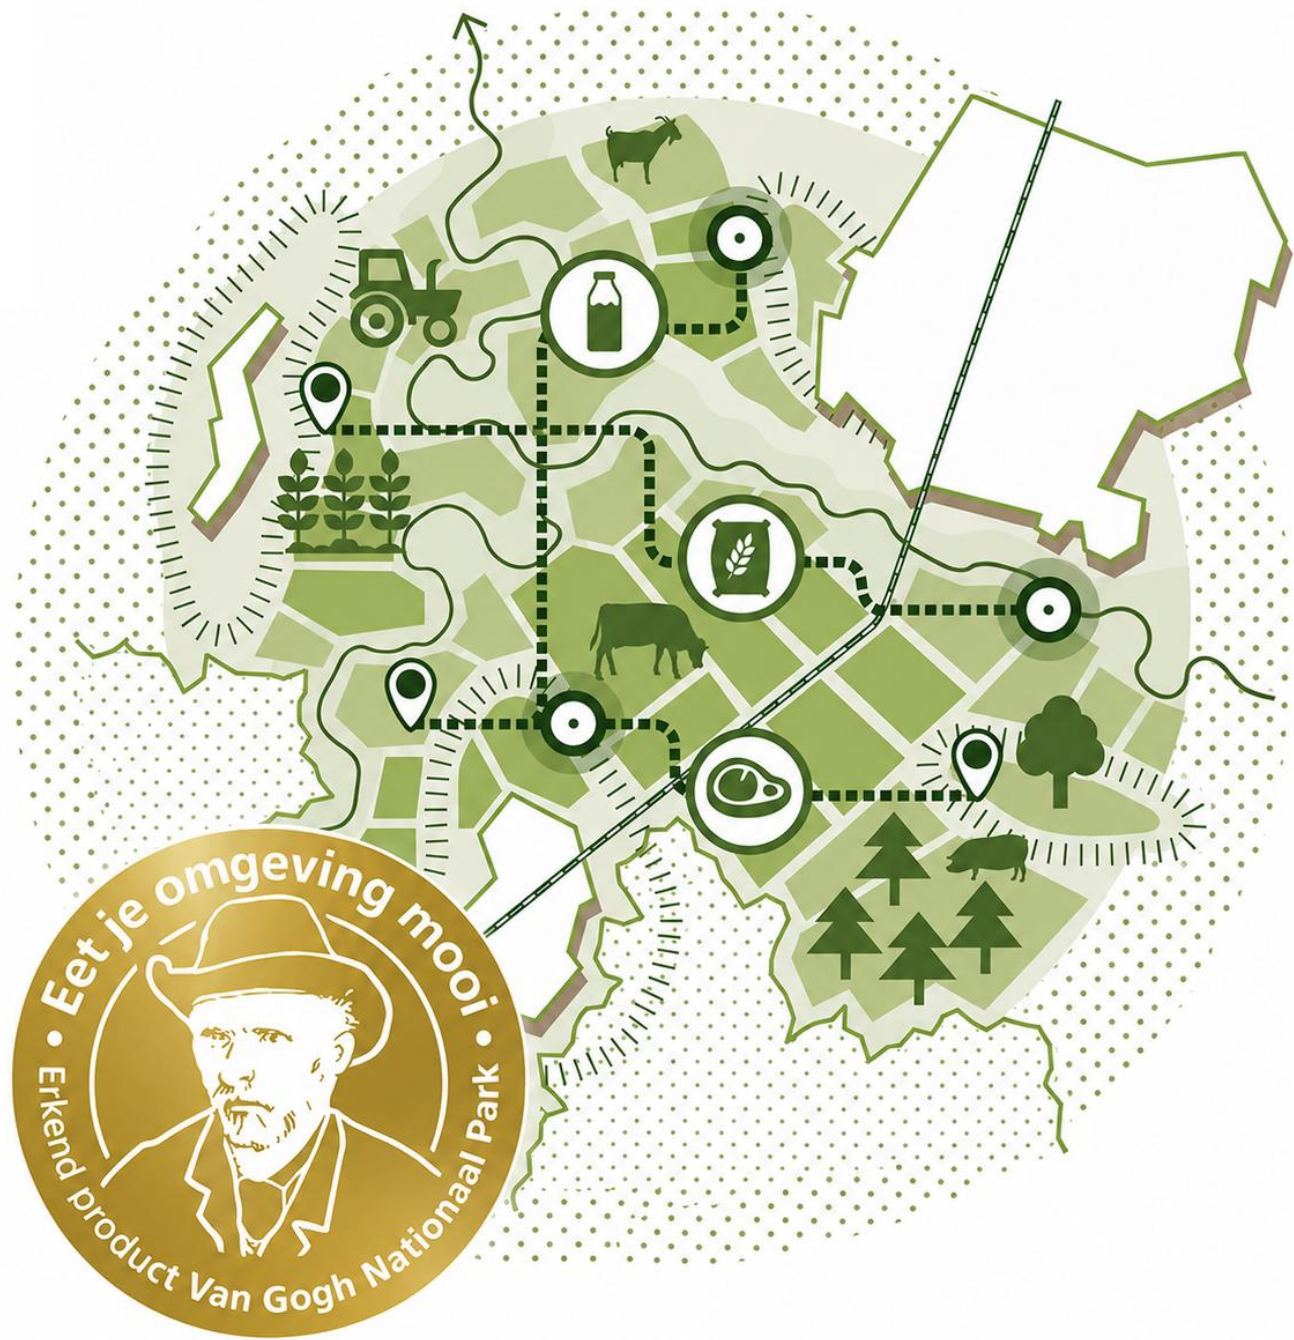 • Eet je omgeving mooi •
Erkend product Van Gogh Nationaal Park